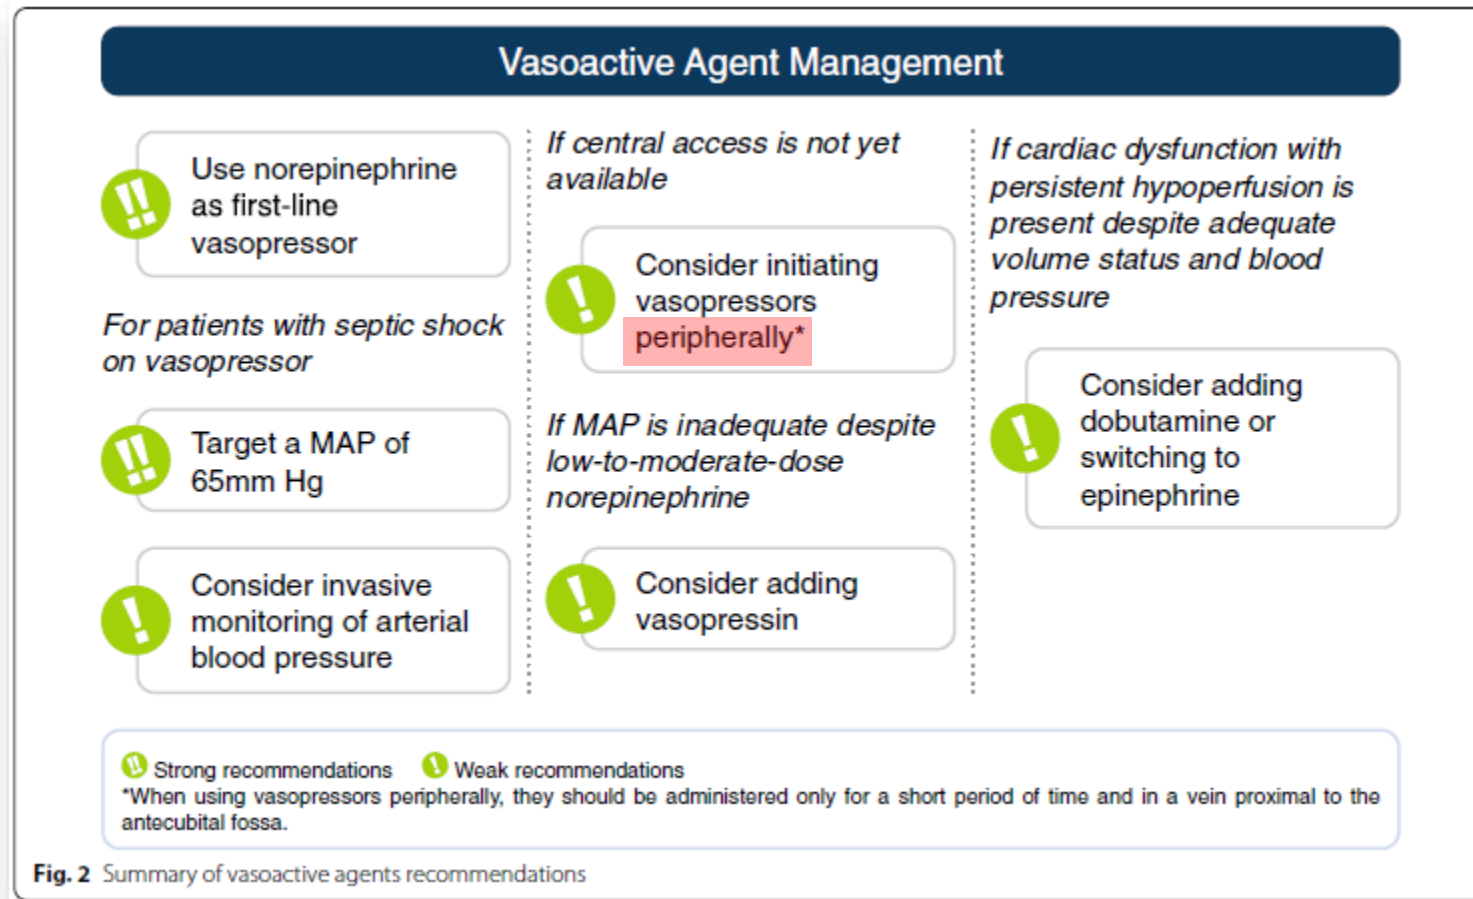 Vasoactive Agent Management
Use norepinephrine
as first-line
vasopressor
For patients with septic shock
on vasopressor
Target a MAP of
65mm Hg
Consider invasive
monitoring of arterial
blood pressure
If central access is not yet
available
Consider initiating
vasopressors
peripherally*
If MAP is inadequate despite
low-to-moderate-dose
norepinephrine
Consider adding
vasopressin
If cardiac dysfunction with
persistent hypoperfusion is
present despite adequate
volume status and blood
pressure
Consider adding
dobutamine or
switching to
epinephrine
Strong recommendations Weak recommendations
*When using vasopressors peripherally, they should be administered only for a short period of time and in a vein proximal to the
antecubital fossa.
Fig. 2 Summary of vasoactive agents recommendations